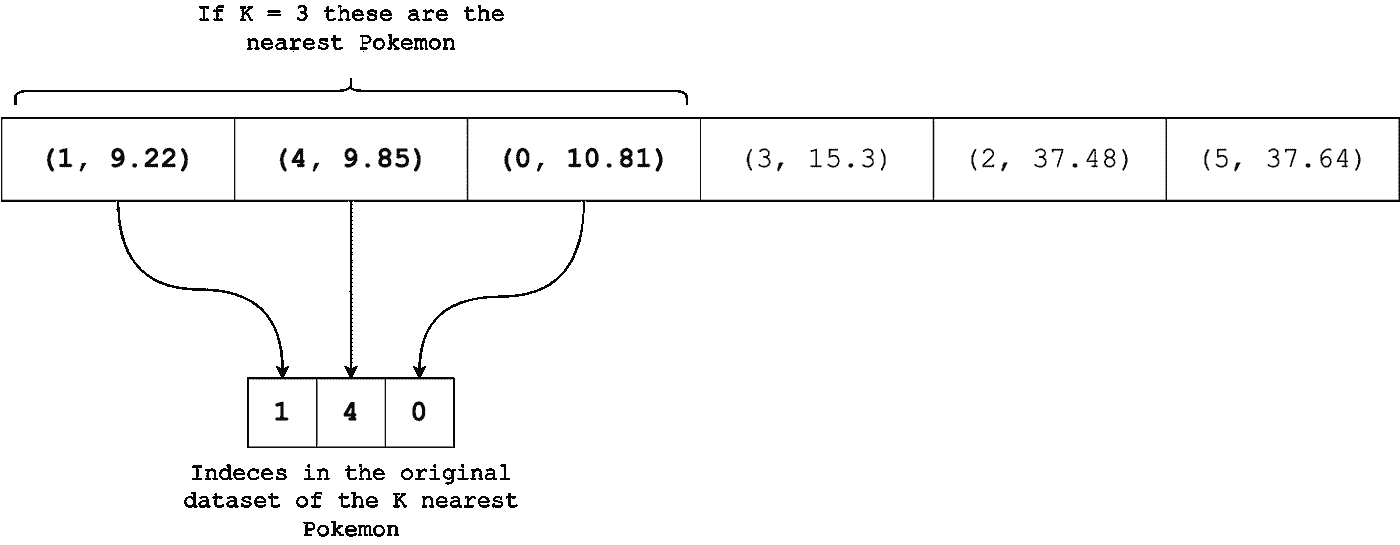 If K = 3 these are the
nearest Pokemon
(1, 9.22) (4, 9.85) (0, 10.81) (3, 15.3) (2, 37.48) (5, 37.64)
1 4 0
Indeces in the original
dataset of the K nearest
Pokemon